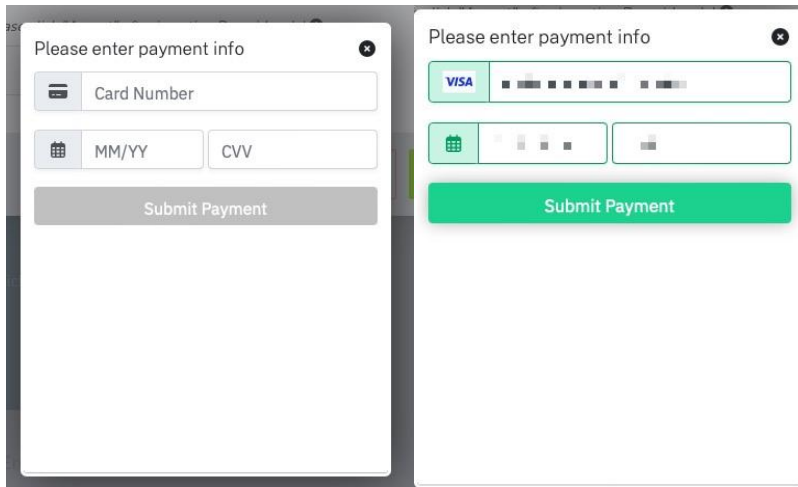 Please enter payment info
Card Number
MM/YY
CVV
Submit Payment
Please enter payment info
VISA
Submit Payment